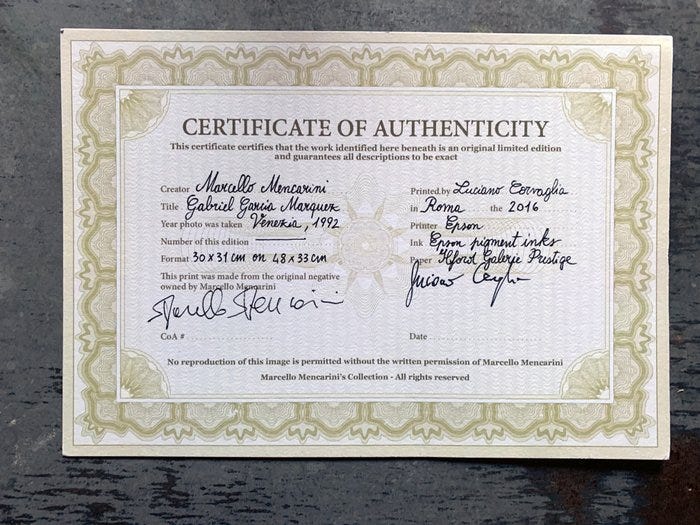 CERTIFICATE OF AUTHENTICITY
This certificate certifies that the work identified here beneath is an original limited edition
and guarantees all descriptions to be exact
Creator Marcello Mencarini
Title Gabriel Garcia Marquez
Year photo was taken Venezia, 1992
Number of this edition
Format 30 x 31 cm on 48 x 33 cm
This print was made from the original negative
owned by Marcello Mencarini
Marcello Mencarini
CoA #
Printed by Luciano Corvaglia
in Roma the 2016
Printer Epson
Ink Epson pigment inks
Paper Ilford Galerie Prestige
Date
No reproduction of this image is permitted without the written permission of Marcello Mencarini
Marcello Mencarini's Collection - All rights reserved